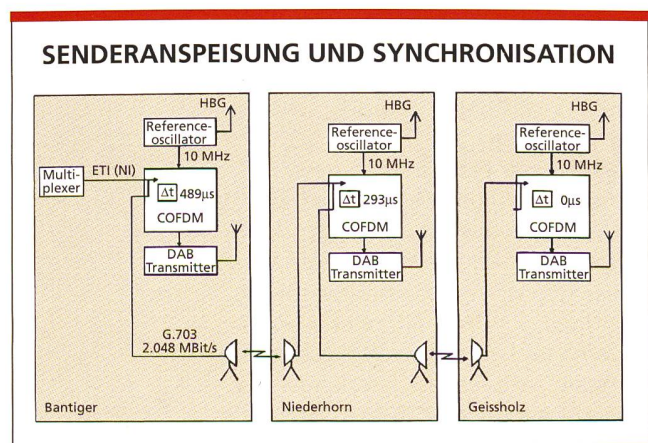 SENDERANSPEISUNG UND SYNCHRONISATION
HBG
Reference-
oscillator
10 MHz
Multi-
plexer
ETI (NI)
Δt 489µs
COFDM
DAB
Transmitter
G.703
2.048 MBit/s
Bantiger
HBG
Reference-
oscillator
10 MHz
Δt 293µs
COFDM
DAB
Transmitter
Niederhorn
HBG
Reference-
oscillator
10 MHz
Δt 0µs
COFDM
DAB
Transmitter
Geissholz